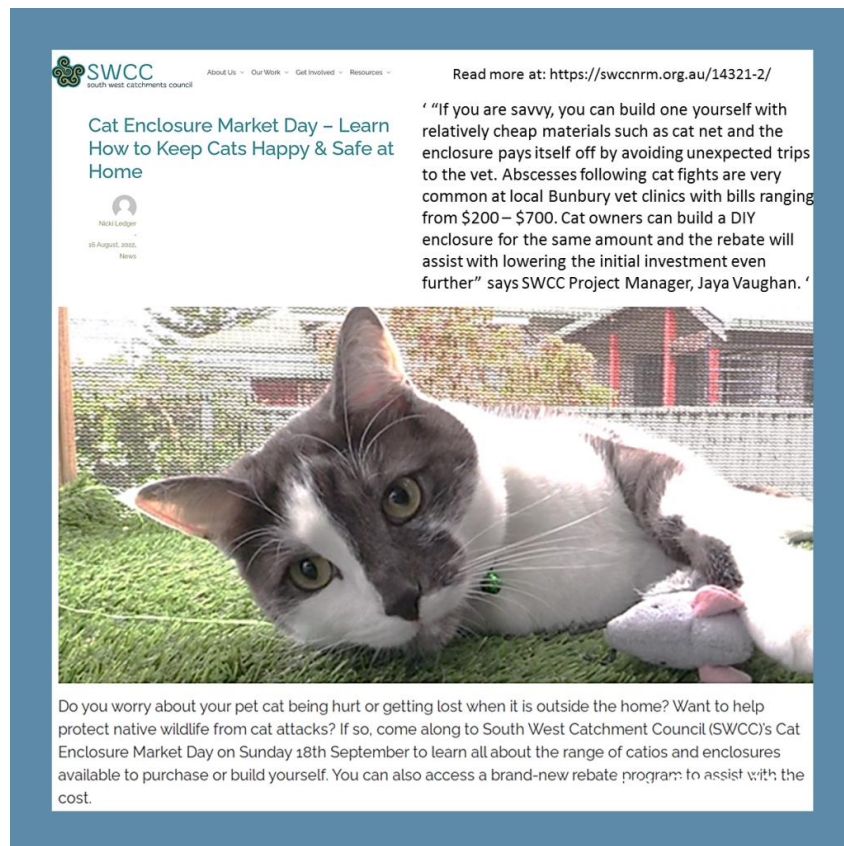 SWCC
south west catchments council
About Us Our Work Get Involved Resources
Read more at: https://swccnrm.org.au/14321-2/
Cat Enclosure Market Day – Learn
How to Keep Cats Happy & Safe at
Home
Nicki Ledger
-
16 August, 2022,
News
‘ “If you are savvy, you can build one yourself with
relatively cheap materials such as cat net and the
enclosure pays itself off by avoiding unexpected trips
to the vet. Abscesses following cat fights are very
common at local Bunbury vet clinics with bills ranging
from $200 – $700. Cat owners can build a DIY
enclosure for the same amount and the rebate will
assist with lowering the initial investment even
further” says SWCC Project Manager, Jaya Vaughan. ‘
Do you worry about your pet cat being hurt or getting lost when it is outside the home? Want to help
protect native wildlife from cat attacks? If so, come along to South West Catchment Council (SWCC)'s Cat
Enclosure Market Day on Sunday 18th September to learn all about the range of catios and enclosures
available to purchase or build yourself. You can also access a brand-new rebate program to assist with the
cost.